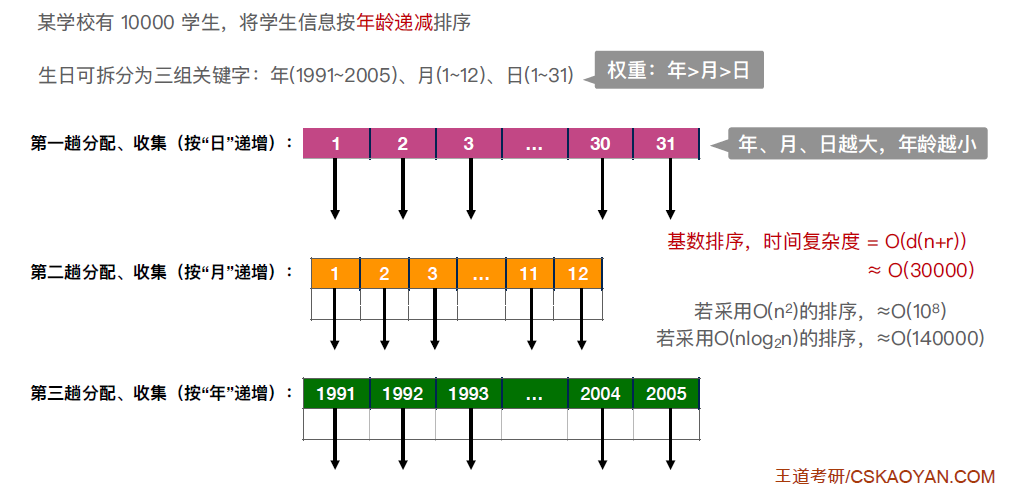 某学校有 10000 学生，将学生信息按年龄递减排序
生日可拆分为三组关键字：年(1991~2005)、月(1~12)、日(1~31)
权重：年>月>日
第一趟分配、收集（按“日”递增）：
1 2 3 ... 30 31
年、月、日越大，年龄越小
基数排序，时间复杂度 = O(d(n+r))
≈ O(30000)
第二趟分配、收集（按“月”递增）：
1 2 3 ... 11 12
若采用O(n²)的排序，≈O(10⁸)
若采用O(nlog₂n)的排序，≈O(140000)
第三趟分配、收集（按“年”递增）：
1991 1992 1993 ... 2004 2005
王道考研/CSKAOYAN.COM